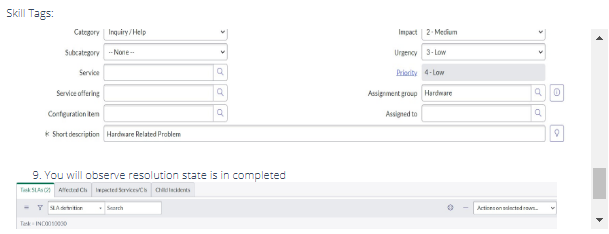 Skill Tags:
Category Inquiry / Help Impact 2 - Medium
Subcategory -- None -- Urgency 3 - Low
Service Priority 4 - Low
Service offering Assignment group Hardware
Configuration item Assigned to
Short description Hardware Related Problem
9. You will observe resolution state is in completed
Task SLAs (2) Affected CIs Impacted Services/CIs Child Incidents
SLA definition Search Actions on selected rows...
Task = INC0010030